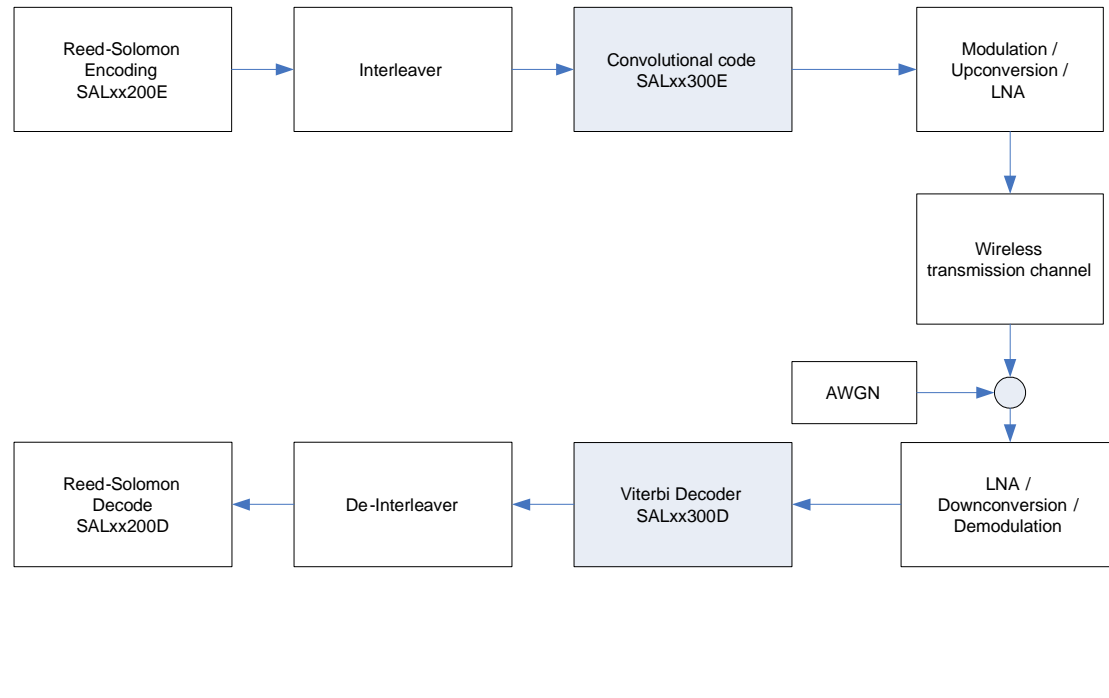 Reed-Solomon
Encoding
SALxx200E
Interleaver
Convolutional code
SALxx300E
Modulation /
Upconversion /
LNA
Wireless
transmission channel
AWGN
Reed-Solomon
Decode
SALxx200D
De-Interleaver
Viterbi Decoder
SALxx300D
LNA /
Downconversion /
Demodulation